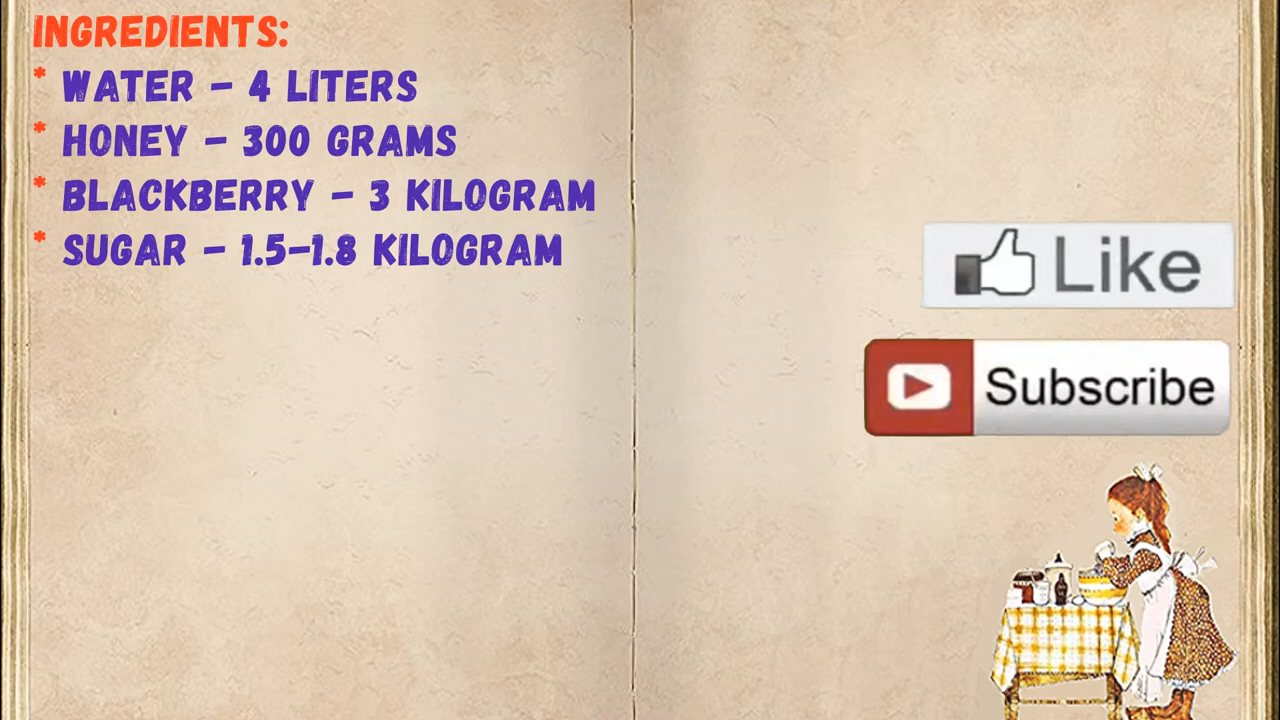 INGREDIENTS:
* WATER – 4 LITERS
* HONEY – 300 GRAMS
* BLACKBERRY – 3 KILOGRAM
* SUGAR – 1.5–1.8 KILOGRAM
Like
Subscribe